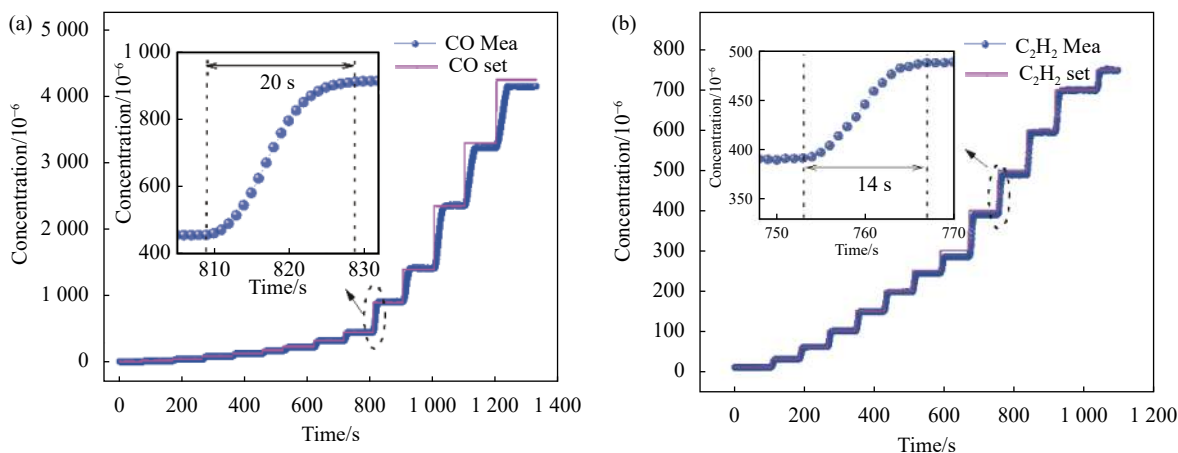 (a)
5 000
4 000
3 000
2 000
1 000
0
Concentration/10⁻⁶
0
200
400
600
800
1 000
1 200
1 400
Time/s
CO Mea
CO set
1 000
800
600
400
Concentration/10⁻⁶
20 s
810
820
830
Time/s
(b)
800
700
600
500
400
300
200
100
0
Concentration/10⁻⁶
0
200
400
600
800
1 000
1 200
Time/s
C₂H₂ Mea
C₂H₂ set
500
450
400
350
Concentration/10⁻⁶
14 s
750
760
770
Time/s